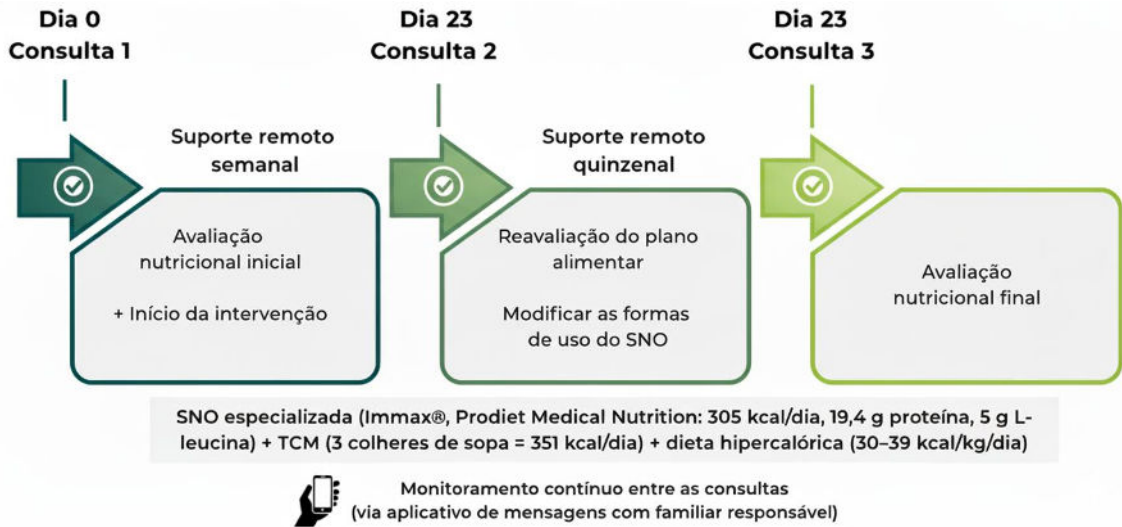 Dia 0
Consulta 1
Dia 23
Consulta 2
Dia 23
Consulta 3
Suporte remoto
semanal
Avaliação
nutricional inicial
+ Início da intervenção
Suporte remoto
quinzenal
Reavaliação do plano
alimentar
Modificar as formas
de uso do SNO
Avaliação
nutricional final
SNO especializada (Immax®, Prodiet Medical Nutrition: 305 kcal/dia, 19,4 g proteína, 5 g L-
leucina) + TCM (3 colheres de sopa = 351 kcal/dia) + dieta hipercalórica (30–39 kcal/kg/dia)
Monitoramento contínuo entre as consultas
(via aplicativo de mensagens com familiar responsável)